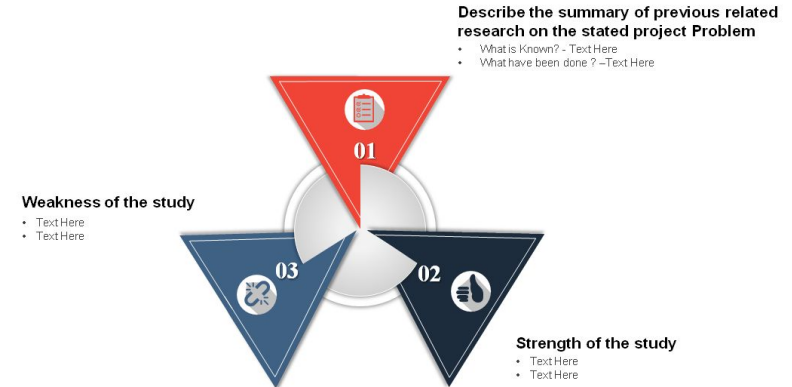 Describe the summary of previous related
research on the stated project Problem
• What is Known? - Text Here
• What have been done ? –Text Here
01
Weakness of the study
• Text Here
• Text Here
03
02
Strength of the study
• Text Here
• Text Here